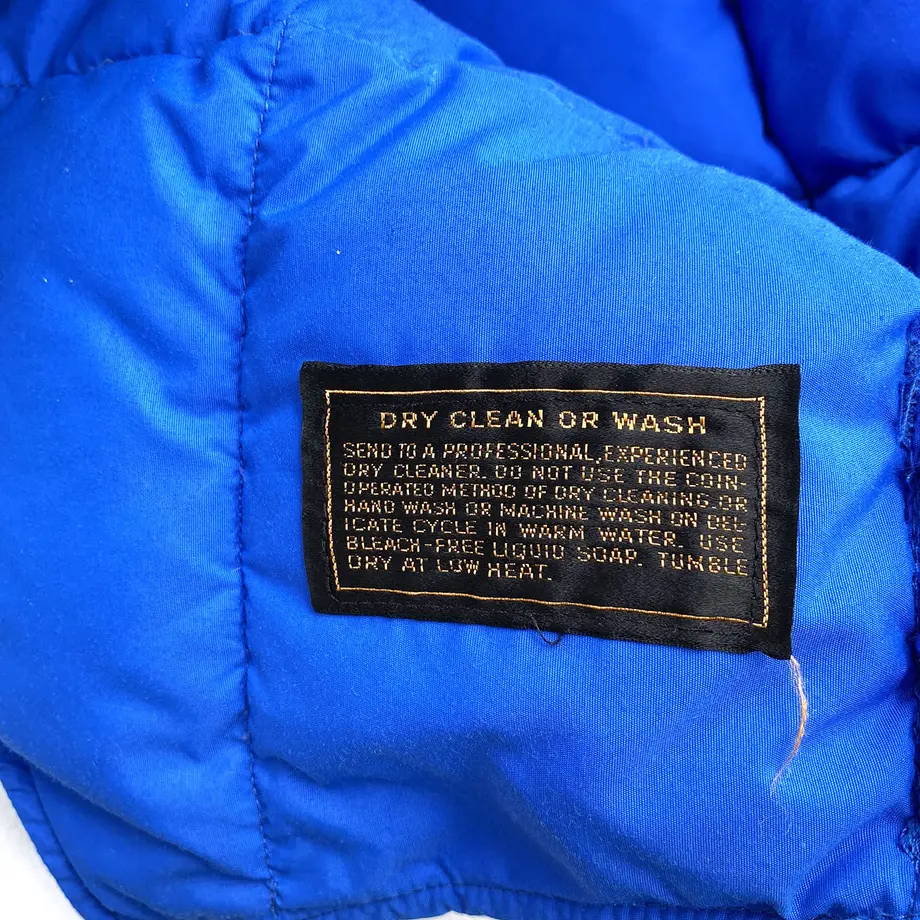 DRY CLEAN OR WASH
SEND TO A PROFESSIONAL, EXPERIENCED
DRY CLEANER. DO NOT USE THE COIN-
OPERATED METHOD OF DRY CLEANING. OR
HAND WASH OR MACHINE WASH ON DEL-
ICATE CYCLE IN WARM WATER. USE
BLEACH-FREE LIQUID SOAP. TUMBLE
DRY AT LOW HEAT.